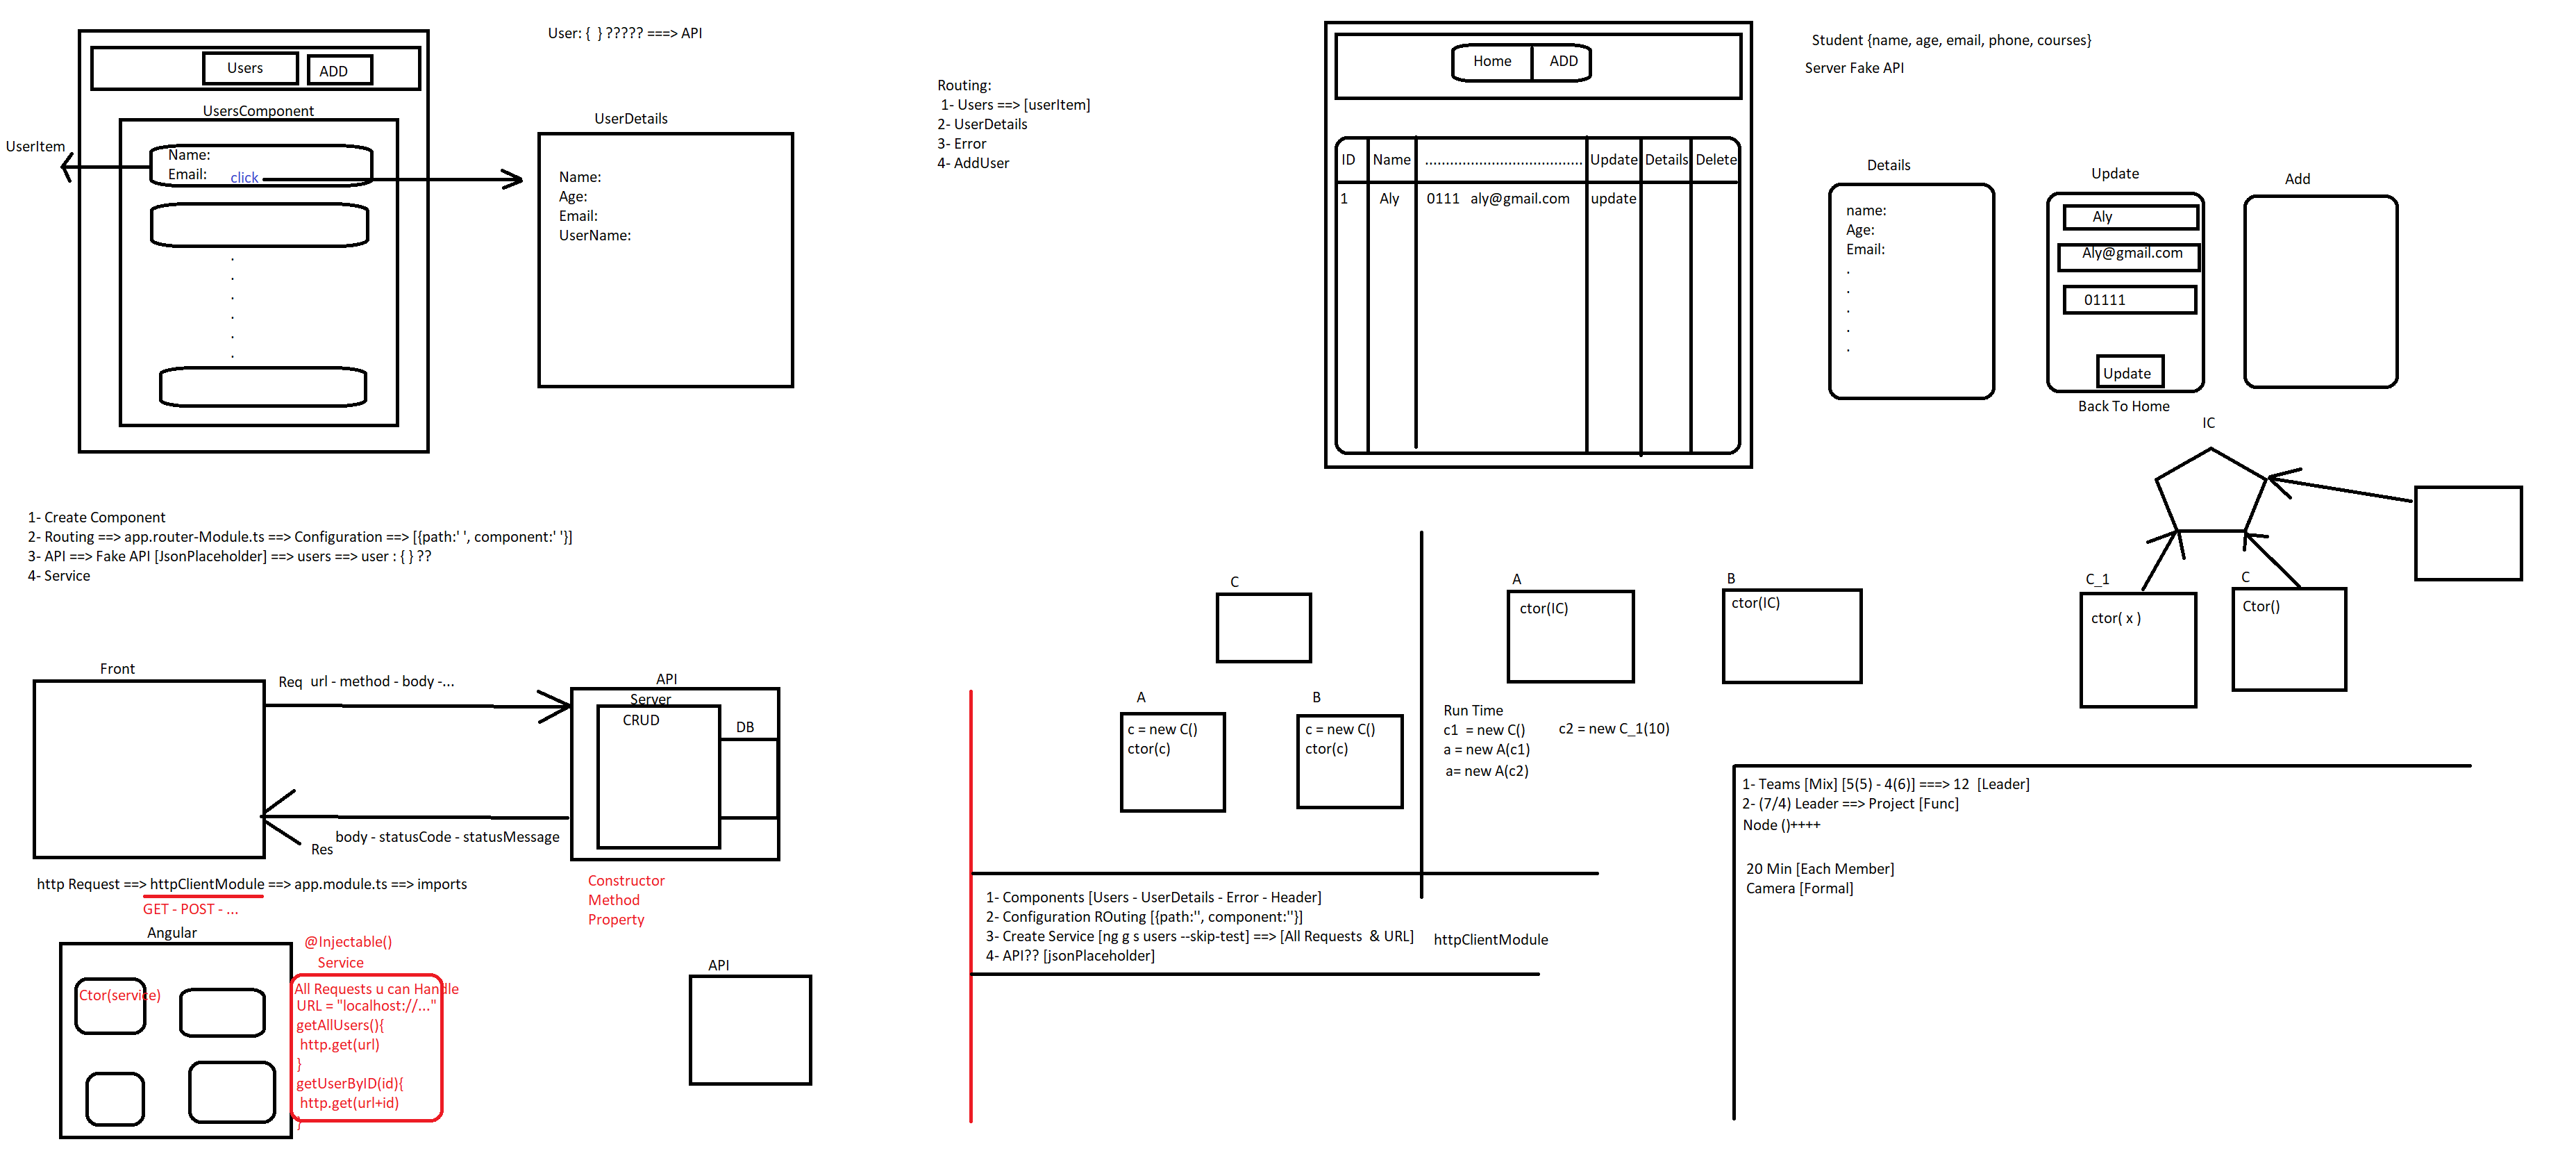 User: { } ????? ===> API
Users
ADD
UsersComponent
UserItem
Name:
Email:
click
.
.
.
.
.
.
UserDetails
Name:
Age:
Email:
UserName:
Routing:
1- Users ==> [userItem]
2- UserDetails
3- Error
4- AddUser
Home
ADD
ID
Name
......................................
Update
Details
Delete
1
Aly
0111
aly@gmail.com
update
Student {name, age, email, phone, courses}
Server Fake API
Details
name:
Age:
Email:
.
.
.
.
.
Update
Aly
Aly@gmail.com
01111
Update
Back To Home
Add
1- Create Component
2- Routing ==> app.router-Module.ts ==> Configuration ==> [{path:' ', component:' '}]
3- API ==> Fake API [JsonPlaceholder] ==> users ==> user : { } ??
4- Service
Front
Req url - method - body -...
API
Server
CRUD
DB
body - statusCode - statusMessage
Res
http Request ==> httpClientModule ==> app.module.ts ==> imports
GET - POST - ...
Constructor
Method
Property
Angular
Ctor(service)
@Injectable()
Service
All Requests u can Handle
URL = "localhost://..."
getAllUsers(){
http.get(url)
}
getUserByID(id){
http.get(url+id)
}
API
C
A
c = new C()
ctor(c)
B
c = new C()
ctor(c)
A
ctor(IC)
B
ctor(IC)
Run Time
c1 = new C()
a = new A(c1)
a= new A(c2)
c2 = new C_1(10)
IC
C_1
ctor( x )
C
Ctor()
1- Components [Users - UserDetails - Error - Header]
2- Configuration ROuting [{path:'', component:''}]
3- Create Service [ng g s users --skip-test] ==> [All Requests & URL]
4- API?? [jsonPlaceholder]
httpClientModule
1- Teams [Mix] [5(5) - 4(6)] ===> 12 [Leader]
2- (7/4) Leader ==> Project [Func]
Node ()++++
20 Min [Each Member]
Camera [Formal]